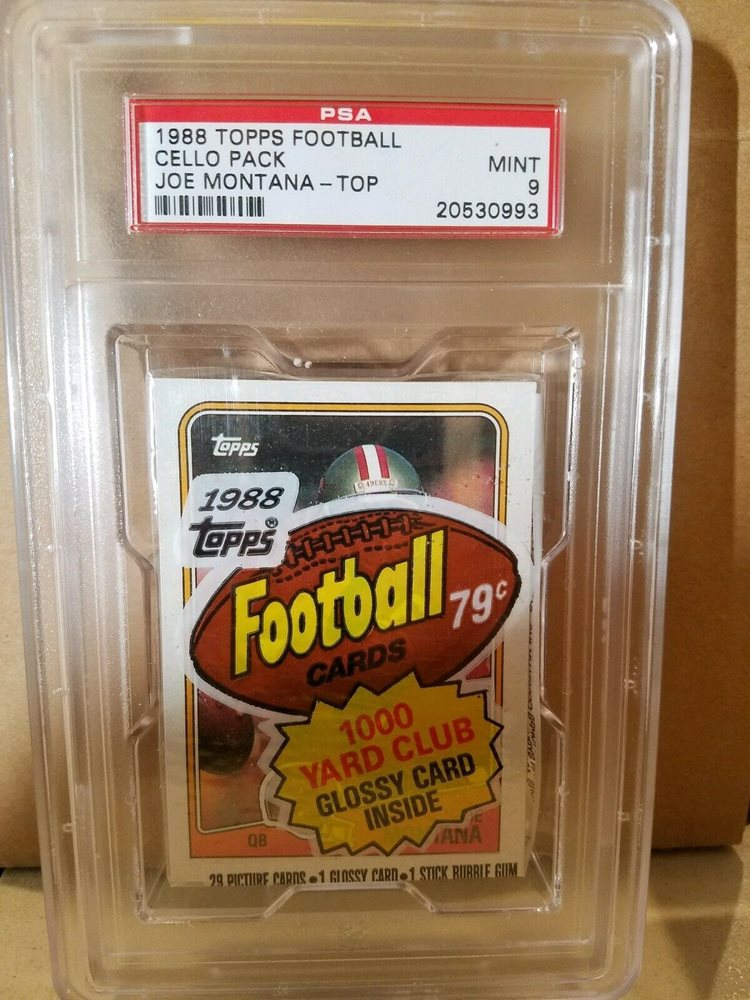 PSA
1988 TOPPS FOOTBALL
CELLO PACK
MINT
JOE MONTANA - TOP
9
20530993
topps
49ERS
1988
topps
Football
79¢
CARDS
1000
YARD CLUB
GLOSSY CARD
INSIDE
QB
TANA
29 PICTURE CARDS • 1 GLOSSY CARD • 1 STICK BUBBLE GUM